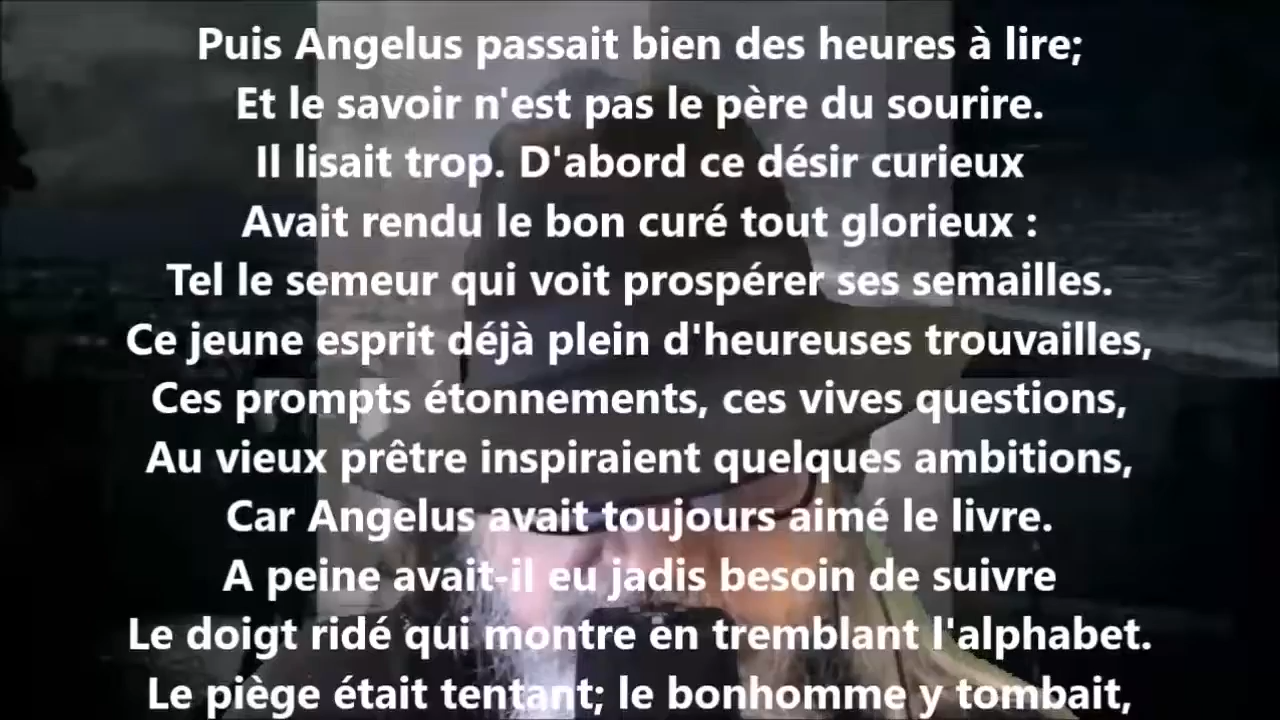 Puis Angelus passait bien des heures à lire;
Et le savoir n'est pas le père du sourire.
Il lisait trop. D'abord ce désir curieux
Avait rendu le bon curé tout glorieux :
Tel le semeur qui voit prospérer ses semailles.
Ce jeune esprit déjà plein d'heureuses trouvailles,
Ces prompts étonnements, ces vives questions,
Au vieux prêtre inspiraient quelques ambitions,
Car Angelus avait toujours aimé le livre.
A peine avait-il eu jadis besoin de suivre
Le doigt ridé qui montre en tremblant l'alphabet.
Le piège était tentant; le bonhomme y tombait,